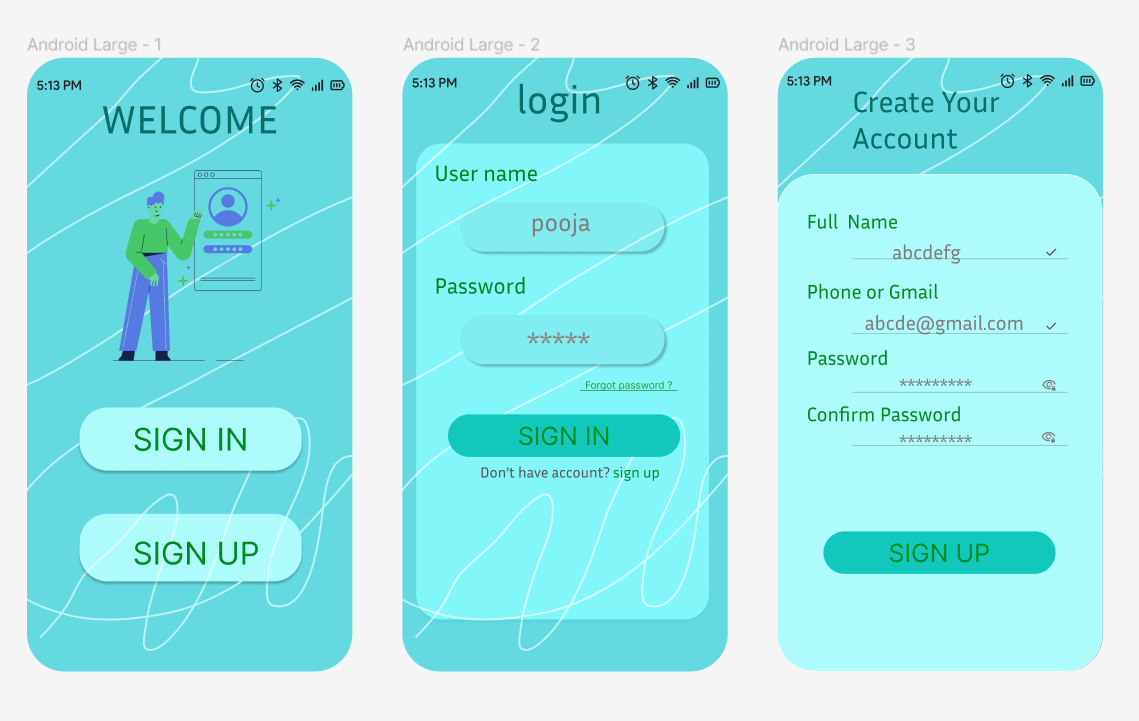 Android Large - 1
5:13 PM
WELCOME
SIGN IN
SIGN UP
Android Large - 2
5:13 PM
login
User name
pooja
Password
*****
Forgot password ?
SIGN IN
Don't have account? sign up
Android Large - 3
5:13 PM
Create Your
Account
Full Name
abcdefg
Phone or Gmail
abcde@gmail.com
Password
*********
Confirm Password
*********
SIGN UP